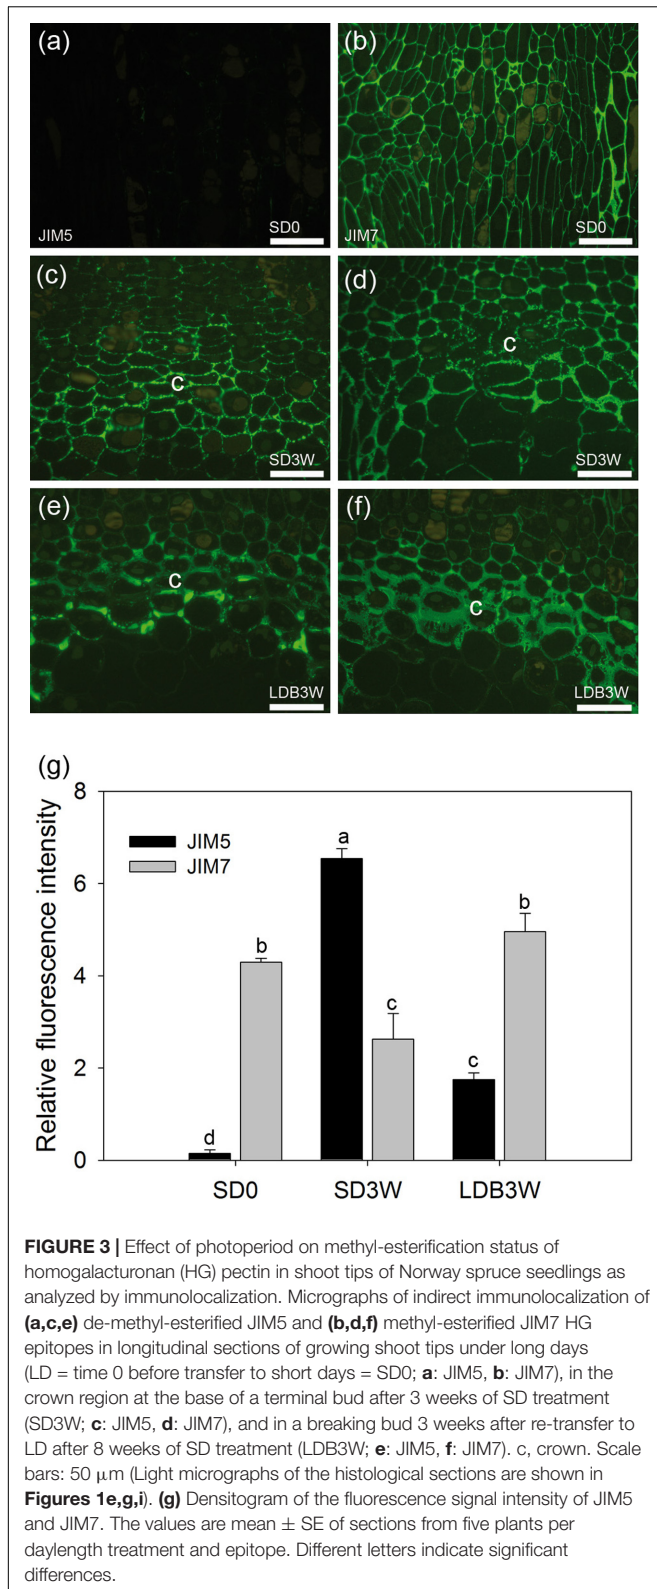 (a)
(b)
JIM5
SD0
JIM7
SD0
(c)
(d)
c
c
SD3W
SD3W
(e)
(f)
c
c
LDB3W
LDB3W
(g)
8
6
4
2
0
Relative fluorescence intensity
JIM5
JIM7
d
b
a
c
c
b
SD0
SD3W
LDB3W
FIGURE 3 | Effect of photoperiod on methyl-esterification status of
homogalacturonan (HG) pectin in shoot tips of Norway spruce seedlings as
analyzed by immunolocalization. Micrographs of indirect immunolocalization of
(a,c,e) de-methyl-esterified JIM5 and (b,d,f) methyl-esterified JIM7 HG
epitopes in longitudinal sections of growing shoot tips under long days
(LD = time 0 before transfer to short days = SD0; a: JIM5, b: JIM7), in the
crown region at the base of a terminal bud after 3 weeks of SD treatment
(SD3W; c: JIM5, d: JIM7), and in a breaking bud 3 weeks after re-transfer to
LD after 8 weeks of SD treatment (LDB3W; e: JIM5, f: JIM7). c, crown. Scale
bars: 50 μm (Light micrographs of the histological sections are shown in
Figures 1e,g,i). (g) Densitogram of the fluorescence signal intensity of JIM5
and JIM7. The values are mean ± SE of sections from five plants per
daylength treatment and epitope. Different letters indicate significant
differences.